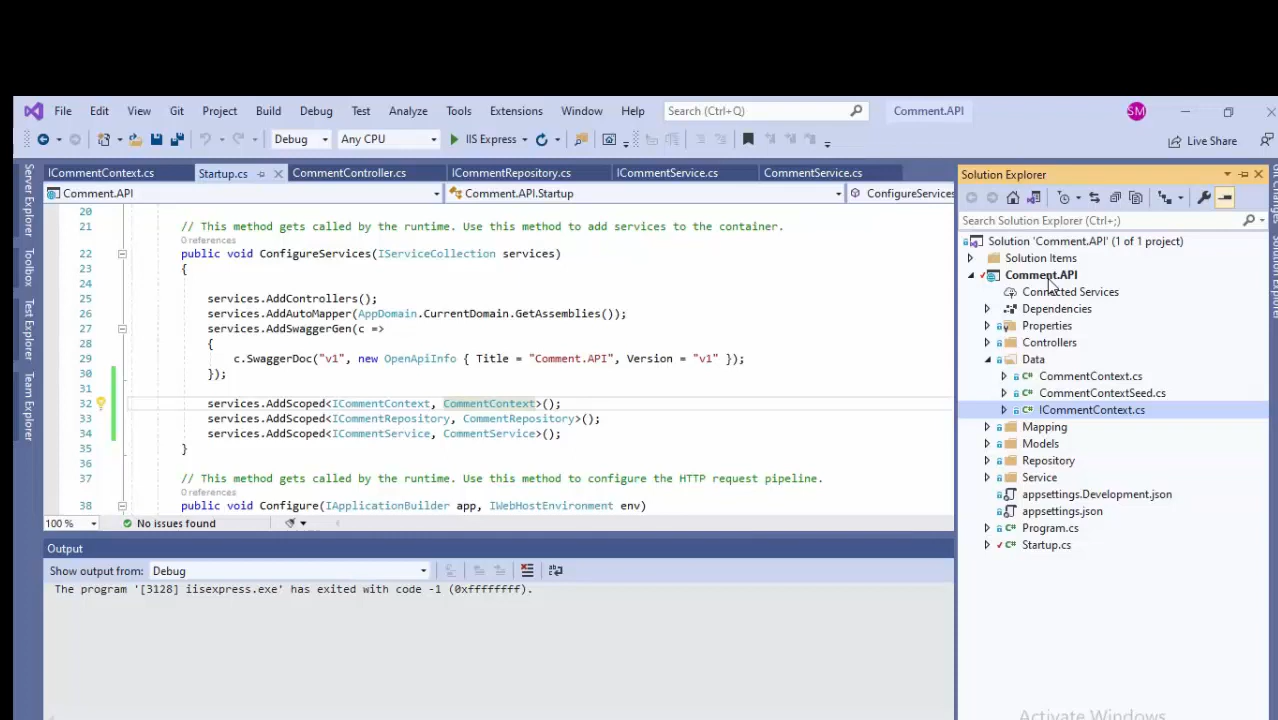 File Edit View Git Project Build Debug Test Analyze Tools Extensions Window Help Search (Ctrl+Q) Comment.API SM
Debug Any CPU IIS Express Live Share
Server Explorer
Toolbox
Test Explorer
Team Explorer
ICommentContext.cs Startup.cs CommentController.cs ICommentRepository.cs ICommentService.cs CommentService.cs
Comment.API Comment.API.Startup ConfigureServices
20
21 // This method gets called by the runtime. Use this method to add services to the container.
0 references
22 public void ConfigureServices(IServiceCollection services)
23 {
24
25 services.AddControllers();
26 services.AddAutoMapper(AppDomain.CurrentDomain.GetAssemblies());
27 services.AddSwaggerGen(c =>
28 {
29 c.SwaggerDoc("v1", new OpenApiInfo { Title = "Comment.API", Version = "v1" });
30 });
31
32 services.AddScoped<ICommentContext, CommentContext>();
33 services.AddScoped<ICommentRepository, CommentRepository>();
34 services.AddScoped<ICommentService, CommentService>();
35 }
36
37 // This method gets called by the runtime. Use this method to configure the HTTP request pipeline.
0 references
38 public void Configure(IApplicationBuilder app, IWebHostEnvironment env)
100 % No issues found
Output
Show output from: Debug
The program '[3128] iisexpress.exe' has exited with code -1 (0xffffffff).
Solution Explorer
Search Solution Explorer (Ctrl+;)
Solution 'Comment.API' (1 of 1 project)
Solution Items
Comment.API
Connected Services
Dependencies
Properties
Controllers
Data
CommentContext.cs
CommentContextSeed.cs
ICommentContext.cs
Mapping
Models
Repository
Service
appsettings.Development.json
appsettings.json
Program.cs
Startup.cs
Activate Windows